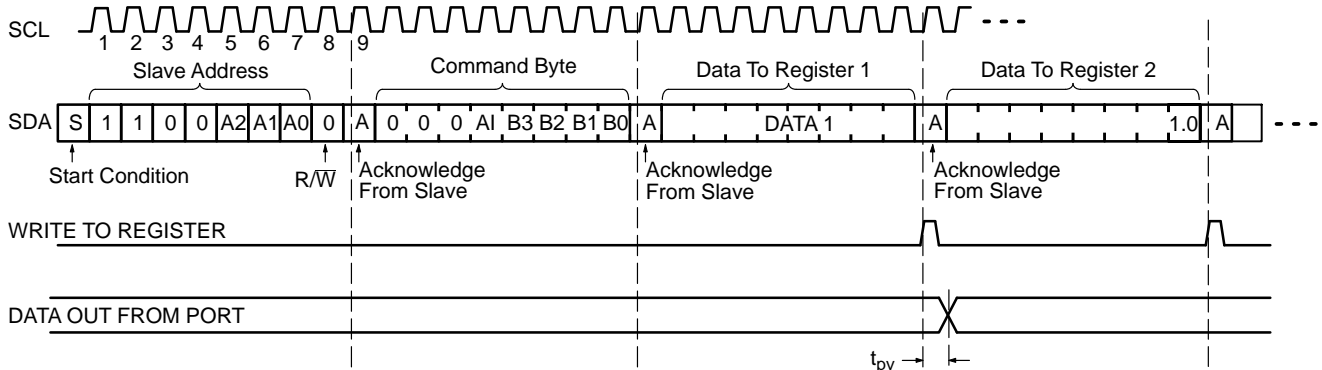 SCL
1 2 3 4 5 6 7 8 9
Slave Address Command Byte Data To Register 1 Data To Register 2
SDA S 1 1 0 0 A2 A1 A0 0 A 0 0 0 AI B3 B2 B1 B0 A DATA 1 A 1.0 A
Start Condition R/W̅ Acknowledge Acknowledge Acknowledge
From Slave From Slave From Slave
WRITE TO REGISTER
DATA OUT FROM PORT
tpv